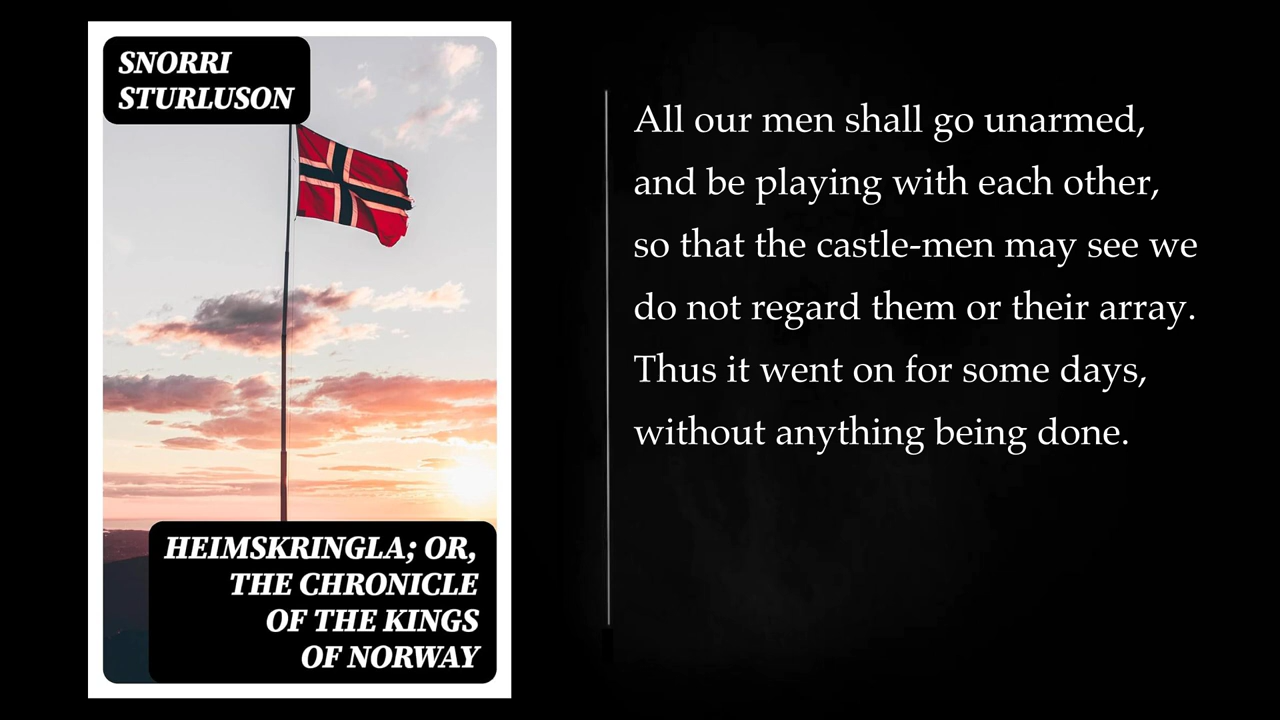 SNORRI
STURLUSON
HEIMSKRINGLA; OR,
THE CHRONICLE
OF THE KINGS
OF NORWAY
All our men shall go unarmed,
and be playing with each other,
so that the castle-men may see we
do not regard them or their array.
Thus it went on for some days,
without anything being done.